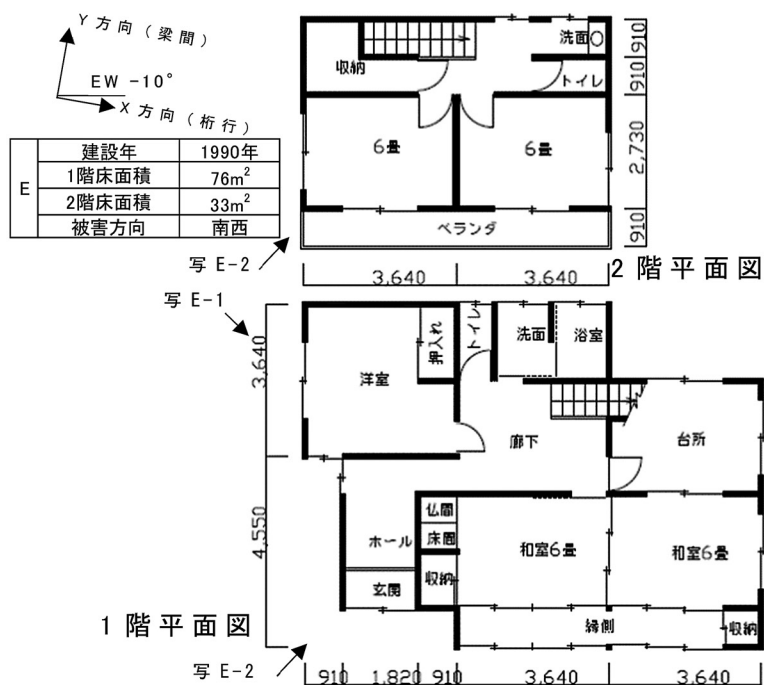 Y方向(梁間)
EW -10°
X方向(桁行)
E
建設年 1990年
1階床面積 76m²
2階床面積 33m²
被害方向 南西
写 E-2
写 E-1
収納
洗面
トイレ
6畳
6畳
ベランダ
910
910
2,730
910
3,640
3,640
2階平面図
3,640
4,550
洋室
押入れ
トイレ
洗面
浴室
台所
廊下
ホール
仏間
床間
収納
玄関
和室6畳
和室6畳
縁側
収納
1階平面図
写 E-2
910
1,820
910
3,640
3,640